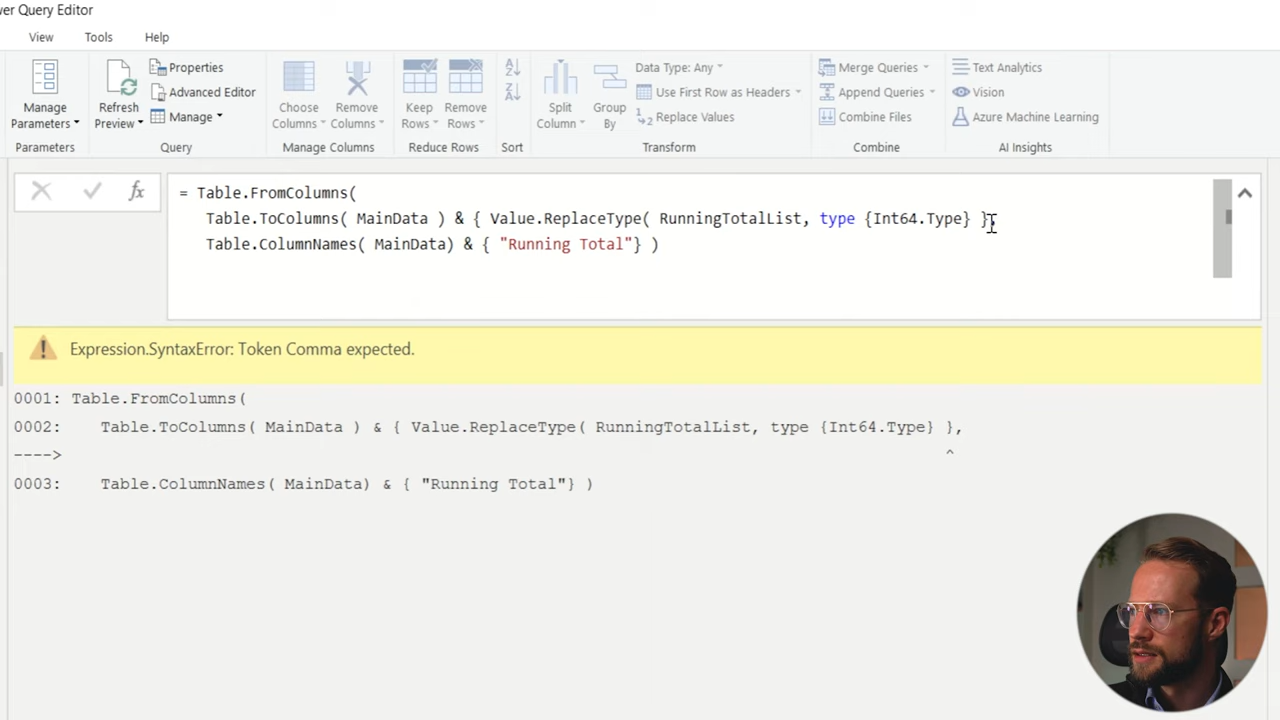 wer Query Editor
View Tools Help
Manage Parameters
Refresh Preview
Properties
Advanced Editor
Manage
Choose Columns
Remove Columns
Keep Rows
Remove Rows
A Z
Z A
Split Column
Group By
Data Type: Any
Use First Row as Headers
1 2 Replace Values
Merge Queries
Append Queries
Combine Files
Text Analytics
Vision
Azure Machine Learning
Parameters Query Manage Columns Reduce Rows Sort Transform Combine AI Insights
fx
= Table.FromColumns(
Table.ToColumns( MainData ) & { Value.ReplaceType( RunningTotalList, type {Int64.Type} }
Table.ColumnNames( MainData) & { "Running Total"} )
Expression.SyntaxError: Token Comma expected.
0001: Table.FromColumns(
0002: Table.ToColumns( MainData ) & { Value.ReplaceType( RunningTotalList, type {Int64.Type} },
----> ^
0003: Table.ColumnNames( MainData) & { "Running Total"} )